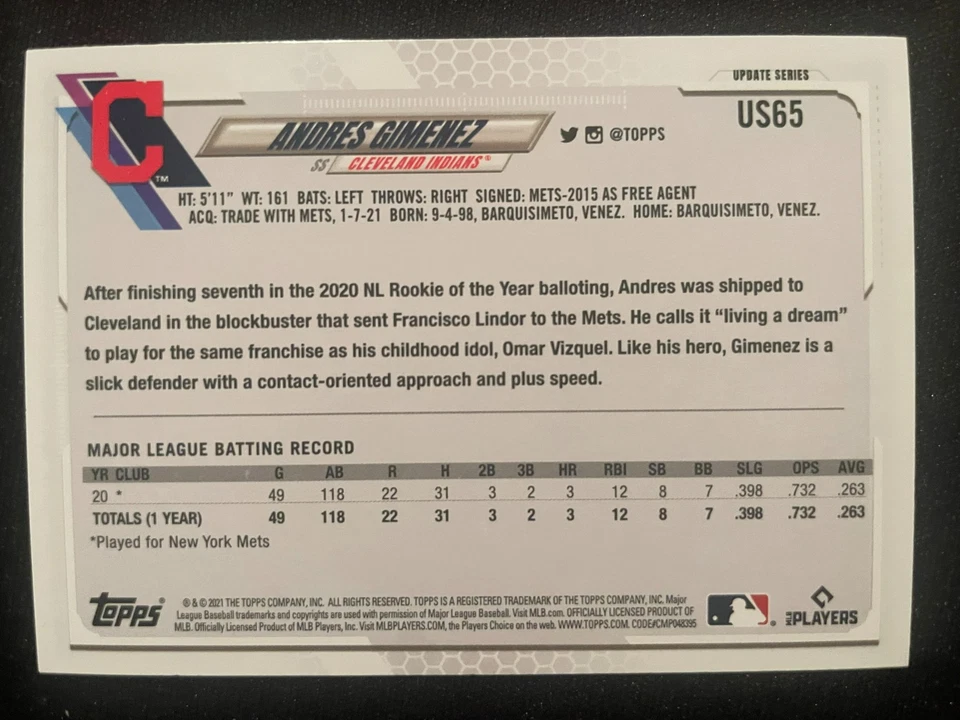 UPDATE SERIES
US65
C
TM
ANDRES GIMENEZ
@TOPPS
SS CLEVELAND INDIANS®
HT: 5'11" WT: 161 BATS: LEFT THROWS: RIGHT SIGNED: METS-2015 AS FREE AGENT
ACQ: TRADE WITH METS, 1-7-21 BORN: 9-4-98, BARQUISIMETO, VENEZ. HOME: BARQUISIMETO, VENEZ.
After finishing seventh in the 2020 NL Rookie of the Year balloting, Andres was shipped to
Cleveland in the blockbuster that sent Francisco Lindor to the Mets. He calls it “living a dream”
to play for the same franchise as his childhood idol, Omar Vizquel. Like his hero, Gimenez is a
slick defender with a contact-oriented approach and plus speed.
MAJOR LEAGUE BATTING RECORD
YR CLUB G AB R H 2B 3B HR RBI SB BB SLG OPS AVG
20 * 49 118 22 31 3 2 3 12 8 7 .398 .732 .263
TOTALS (1 YEAR) 49 118 22 31 3 2 3 12 8 7 .398 .732 .263
*Played for New York Mets
TOPPS®
® & © 2021 THE TOPPS COMPANY, INC. ALL RIGHTS RESERVED. TOPPS IS A REGISTERED TRADEMARK OF THE TOPPS COMPANY, INC. Major
League Baseball trademarks and copyrights are used with permission of Major League Baseball. Visit MLB.com. OFFICIALLY LICENSED PRODUCT OF
MLB. Officially Licensed Product of MLB Players, Inc. Visit MLBPLAYERS.COM, the Players Choice on the web. WWW.TOPPS.COM. CODE#CMP048395
MLB PLAYERS